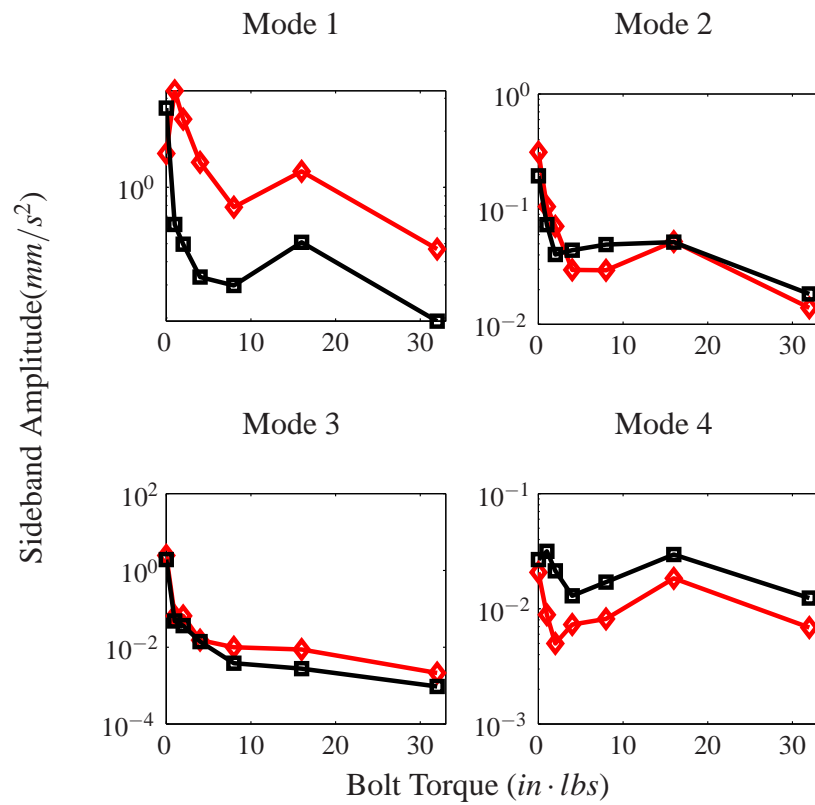 Mode 1
Mode 2
10^0
0 10 20 30
10^0
10^{-1}
10^{-2}
0 10 20 30
Sideband Amplitude(mm/s^2)
Mode 3
Mode 4
10^2
10^0
10^{-2}
10^{-4}
0 10 20 30
10^{-1}
10^{-2}
10^{-3}
0 10 20 30
Bolt Torque (in · lbs)